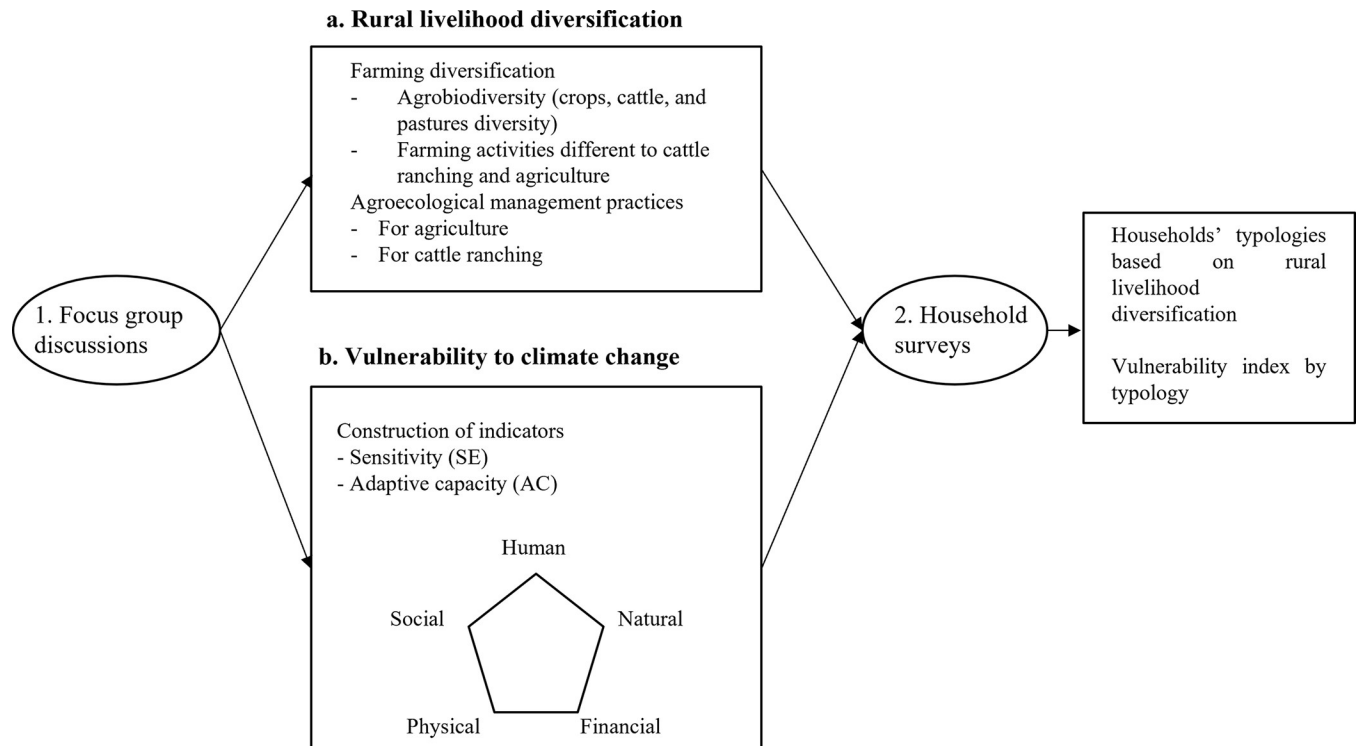 a. Rural livelihood diversification
Farming diversification
- Agrobiodiversity (crops, cattle, and
pastures diversity)
- Farming activities different to cattle
ranching and agriculture
Agroecological management practices
- For agriculture
- For cattle ranching
1. Focus group
discussions
b. Vulnerability to climate change
Construction of indicators
- Sensitivity (SE)
- Adaptive capacity (AC)
Human
Social
Natural
Physical
Financial
2. Household
surveys
Households’ typologies
based on rural
livelihood
diversification
Vulnerability index by
typology